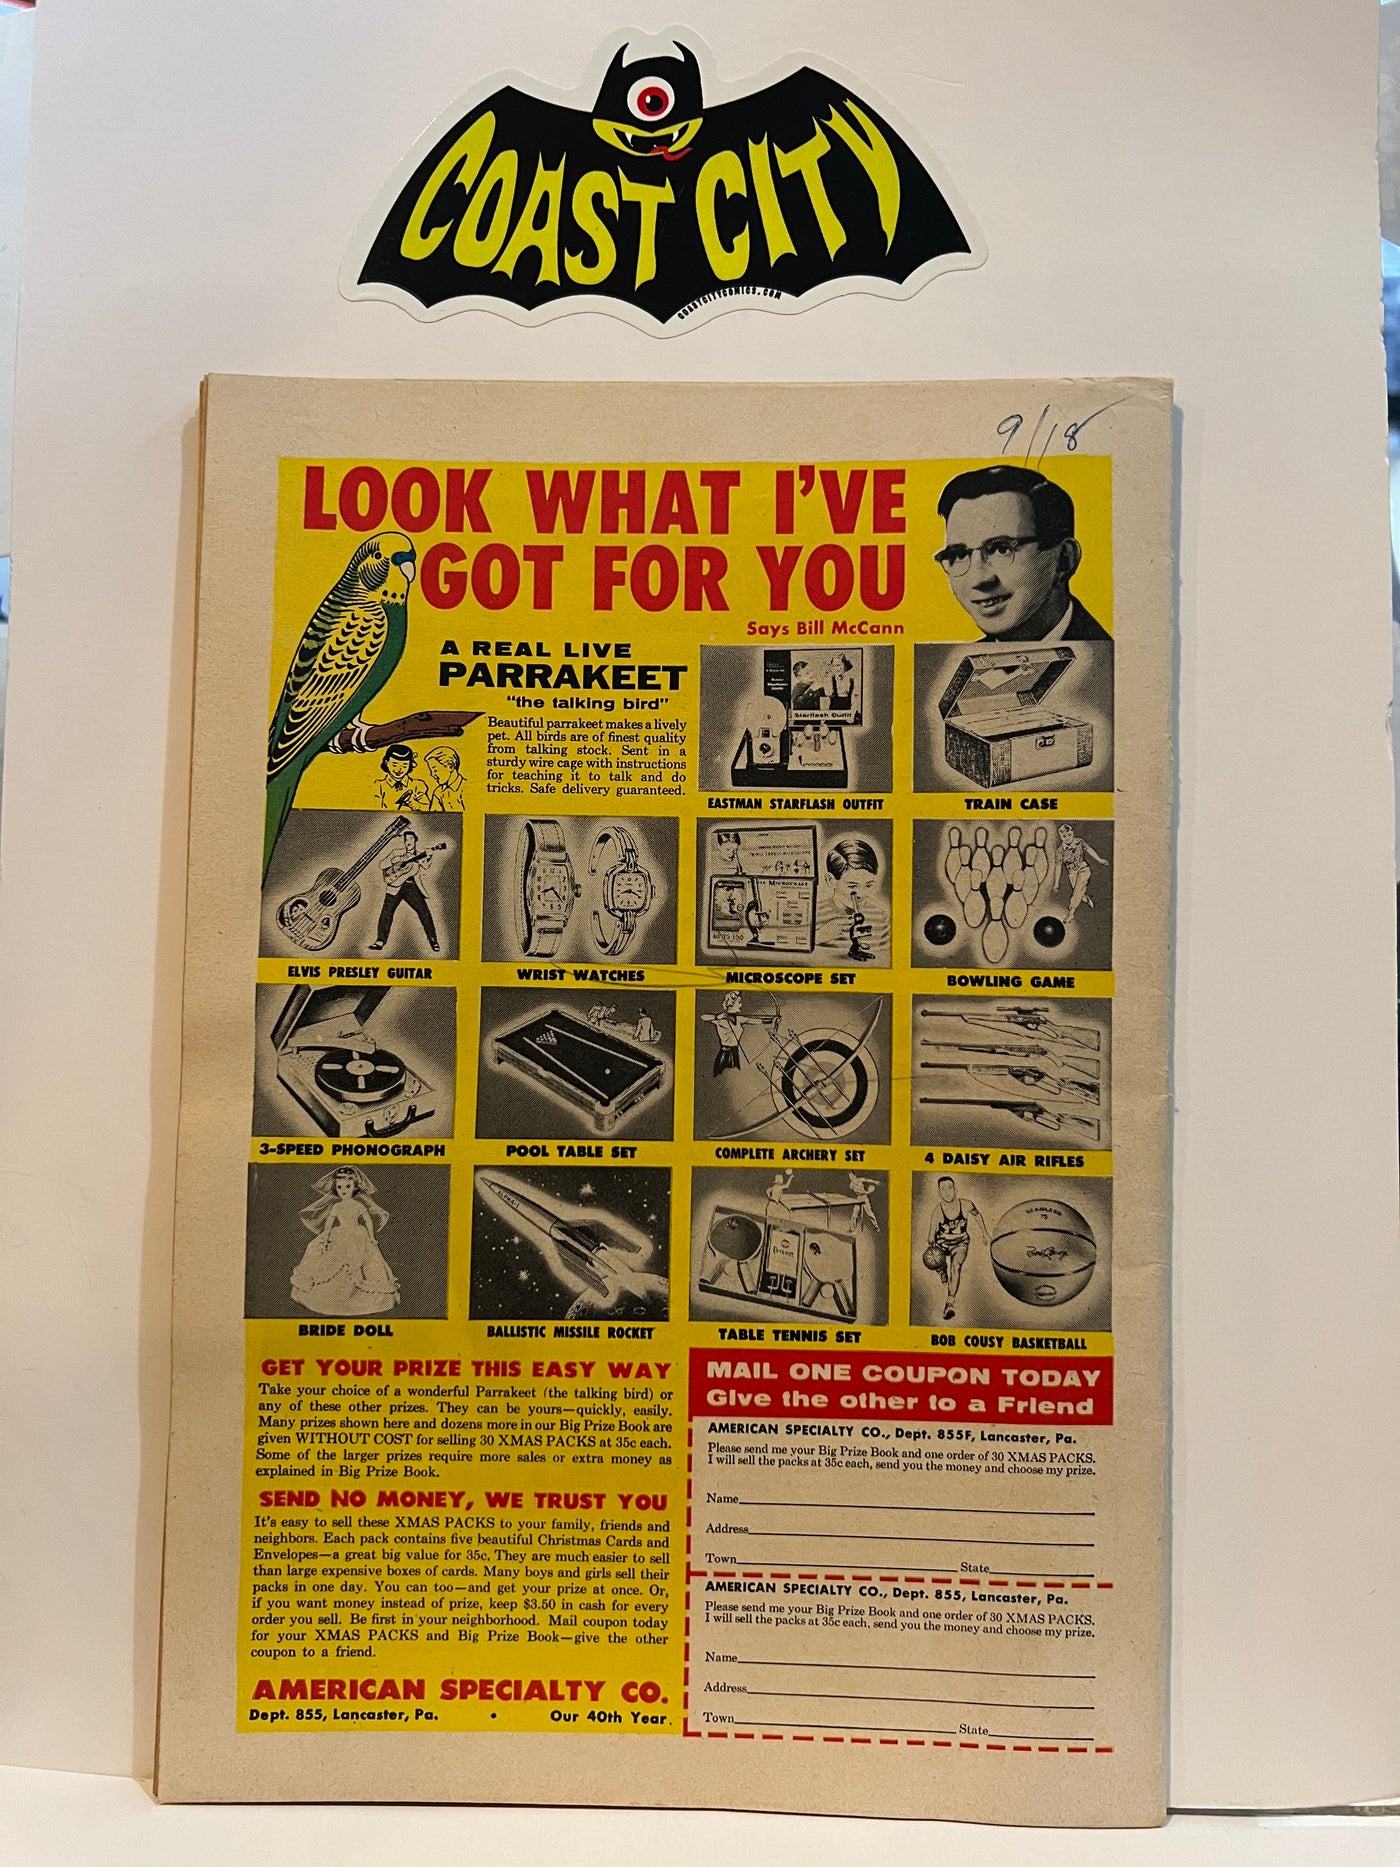 COAST CITY
COASTCITYCOMICS.COM
9/18
LOOK WHAT I'VE
GOT FOR YOU
Says Bill McCann
A REAL LIVE
PARRAKEET
"the talking bird"
Beautiful parrakeet makes a lively
pet. All birds are of finest quality
from talking stock. Sent in a
sturdy wire cage with instructions
for teaching it to talk and do
tricks. Safe delivery guaranteed.
Starflash Outfit
EASTMAN STARFLASH OUTFIT
TRAIN CASE
ELVIS PRESLEY GUITAR
WRIST WATCHES
MICROSCOPE SET
BOWLING GAME
3-SPEED PHONOGRAPH
POOL TABLE SET
COMPLETE ARCHERY SET
4 DAISY AIR RIFLES
ALPHA-1
SEAMLESS
BRIDE DOLL
BALLISTIC MISSILE ROCKET
TABLE TENNIS SET
BOB COUSY BASKETBALL
GET YOUR PRIZE THIS EASY WAY
Take your choice of a wonderful Parrakeet (the talking bird) or
any of these other prizes. They can be yours—quickly, easily.
Many prizes shown here and dozens more in our Big Prize Book are
given WITHOUT COST for selling 30 XMAS PACKS at 35c each.
Some of the larger prizes require more sales or extra money as
explained in Big Prize Book.
SEND NO MONEY, WE TRUST YOU
It's easy to sell these XMAS PACKS to your family, friends and
neighbors. Each pack contains five beautiful Christmas Cards and
Envelopes—a great big value for 35c. They are much easier to sell
than large expensive boxes of cards. Many boys and girls sell their
packs in one day. You can too—and get your prize at once. Or,
if you want money instead of prize, keep $3.50 in cash for every
order you sell. Be first in your neighborhood. Mail coupon today
for your XMAS PACKS and Big Prize Book—give the other
coupon to a friend.
AMERICAN SPECIALTY CO.
Dept. 855, Lancaster, Pa. • Our 40th Year.
MAIL ONE COUPON TODAY
Give the other to a Friend
AMERICAN SPECIALTY CO., Dept. 855F, Lancaster, Pa.
Please send me your Big Prize Book and one order of 30 XMAS PACKS.
I will sell the packs at 35c each, send you the money and choose my prize.
Name
Address
Town State
AMERICAN SPECIALTY CO., Dept. 855, Lancaster, Pa.
Please send me your Big Prize Book and one order of 30 XMAS PACKS.
I will sell the packs at 35c each, send you the money and choose my prize.
Name
Address
Town State